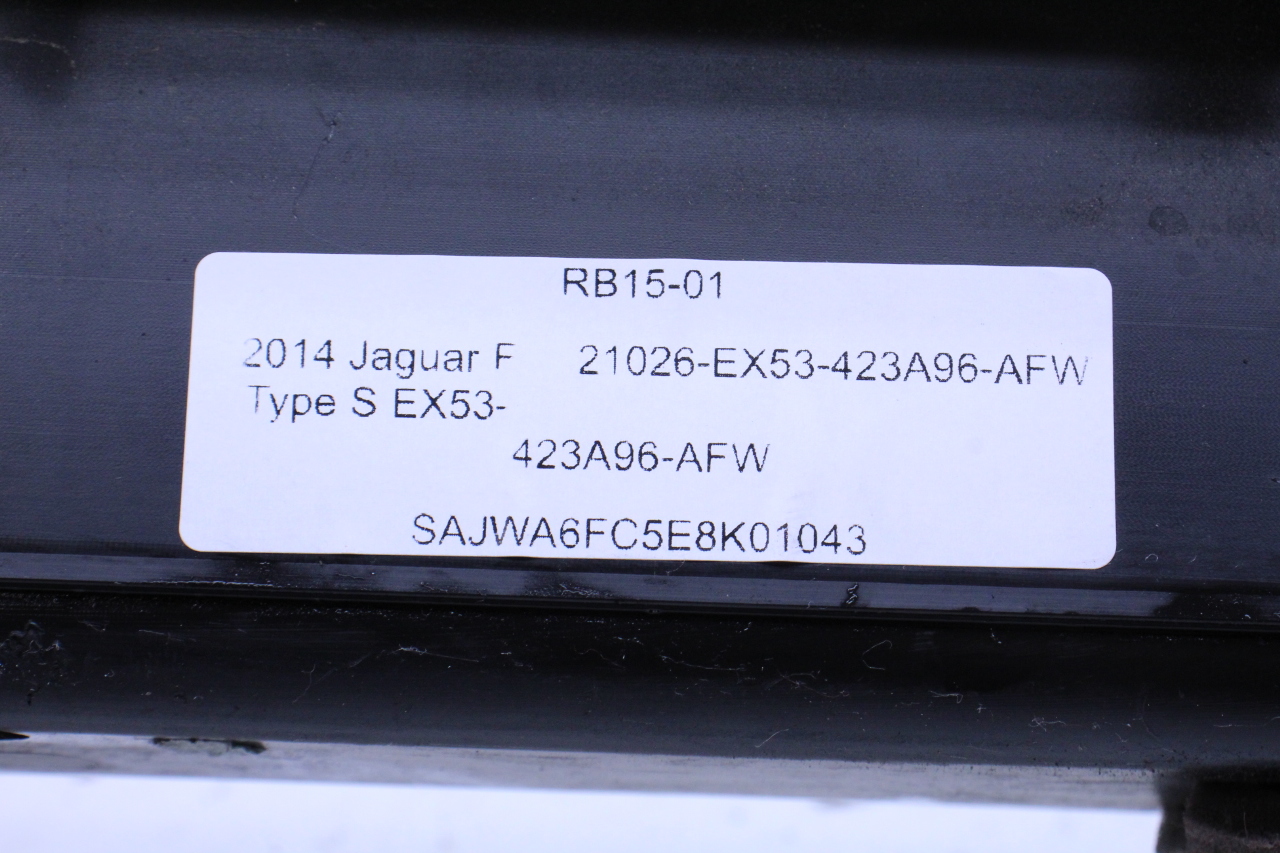 RB15-01
2014 Jaguar F 21026-EX53-423A96-AFW
Type S EX53-
423A96-AFW
SAJWA6FC5E8K01043